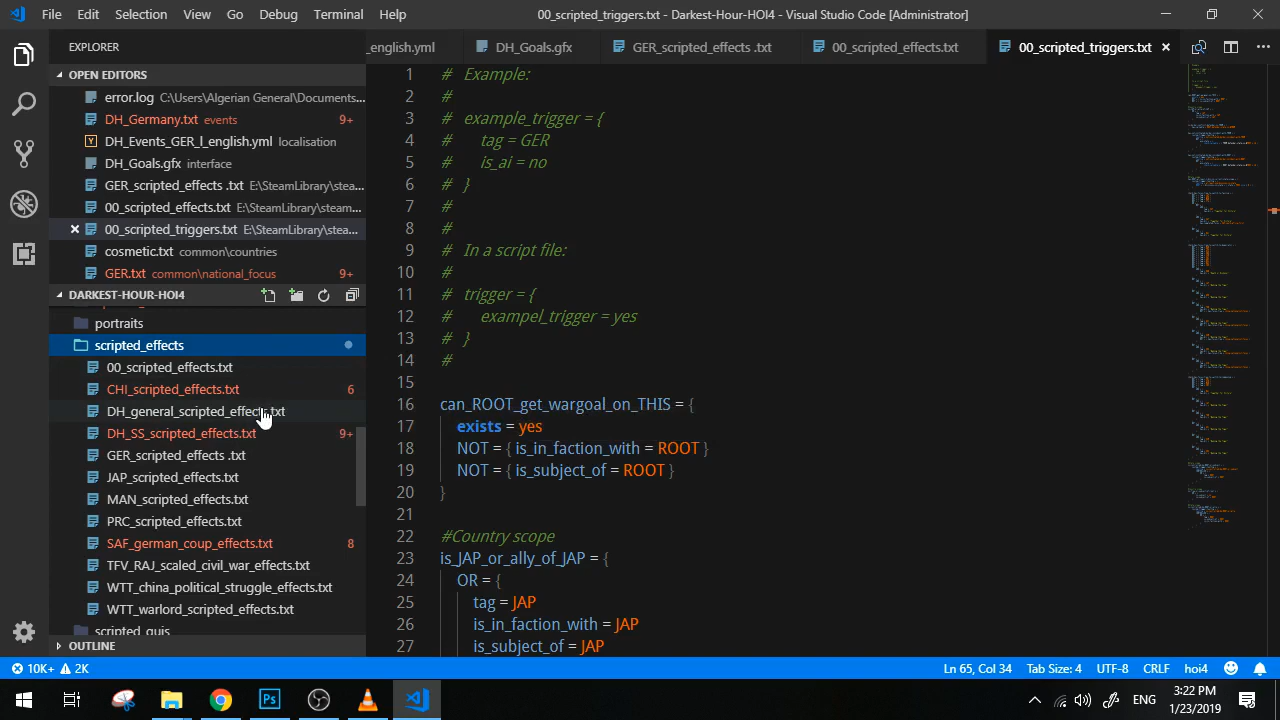 File Edit Selection View Go Debug Terminal Help
00_scripted_triggers.txt - Darkest-Hour-HOI4 - Visual Studio Code [Administrator]
EXPLORER
_english.yml
DH_Goals.gfx
GER_scripted_effects .txt
00_scripted_effects.txt
00_scripted_triggers.txt
OPEN EDITORS
error.log C:\Users\Algerian General\Documents...
DH_Germany.txt events 9+
DH_Events_GER_l_english.yml localisation
DH_Goals.gfx interface
GER_scripted_effects .txt E:\SteamLibrary\stea...
00_scripted_effects.txt E:\SteamLibrary\steam...
00_scripted_triggers.txt E:\SteamLibrary\stea...
cosmetic.txt common\countries
GER.txt common\national_focus 9+
DARKEST-HOUR-HOI4
portraits
scripted_effects
00_scripted_effects.txt
CHI_scripted_effects.txt 6
DH_general_scripted_effects.txt
DH_SS_scripted_effects.txt 9+
GER_scripted_effects .txt
JAP_scripted_effects.txt
MAN_scripted_effects.txt
PRC_scripted_effects.txt
SAF_german_coup_effects.txt 8
TFV_RAJ_scaled_civil_war_effects.txt
WTT_china_political_struggle_effects.txt
WTT_warlord_scripted_effects.txt
scripted_guis
OUTLINE
1 # Example:
2 #
3 # example_trigger = {
4 # tag = GER
5 # is_ai = no
6 # }
7 #
8 #
9 # In a script file:
10 #
11 # trigger = {
12 # exampel_trigger = yes
13 # }
14 #
15
16 can_ROOT_get_wargoal_on_THIS = {
17 exists = yes
18 NOT = { is_in_faction_with = ROOT }
19 NOT = { is_subject_of = ROOT }
20 }
21
22 #Country scope
23 is_JAP_or_ally_of_JAP = {
24 OR = {
25 tag = JAP
26 is_in_faction_with = JAP
27 is_subject_of = JAP
10K+ 2K
Ln 65, Col 34 Tab Size: 4 UTF-8 CRLF hoi4
Ps
ENG
3:22 PM
1/23/2019